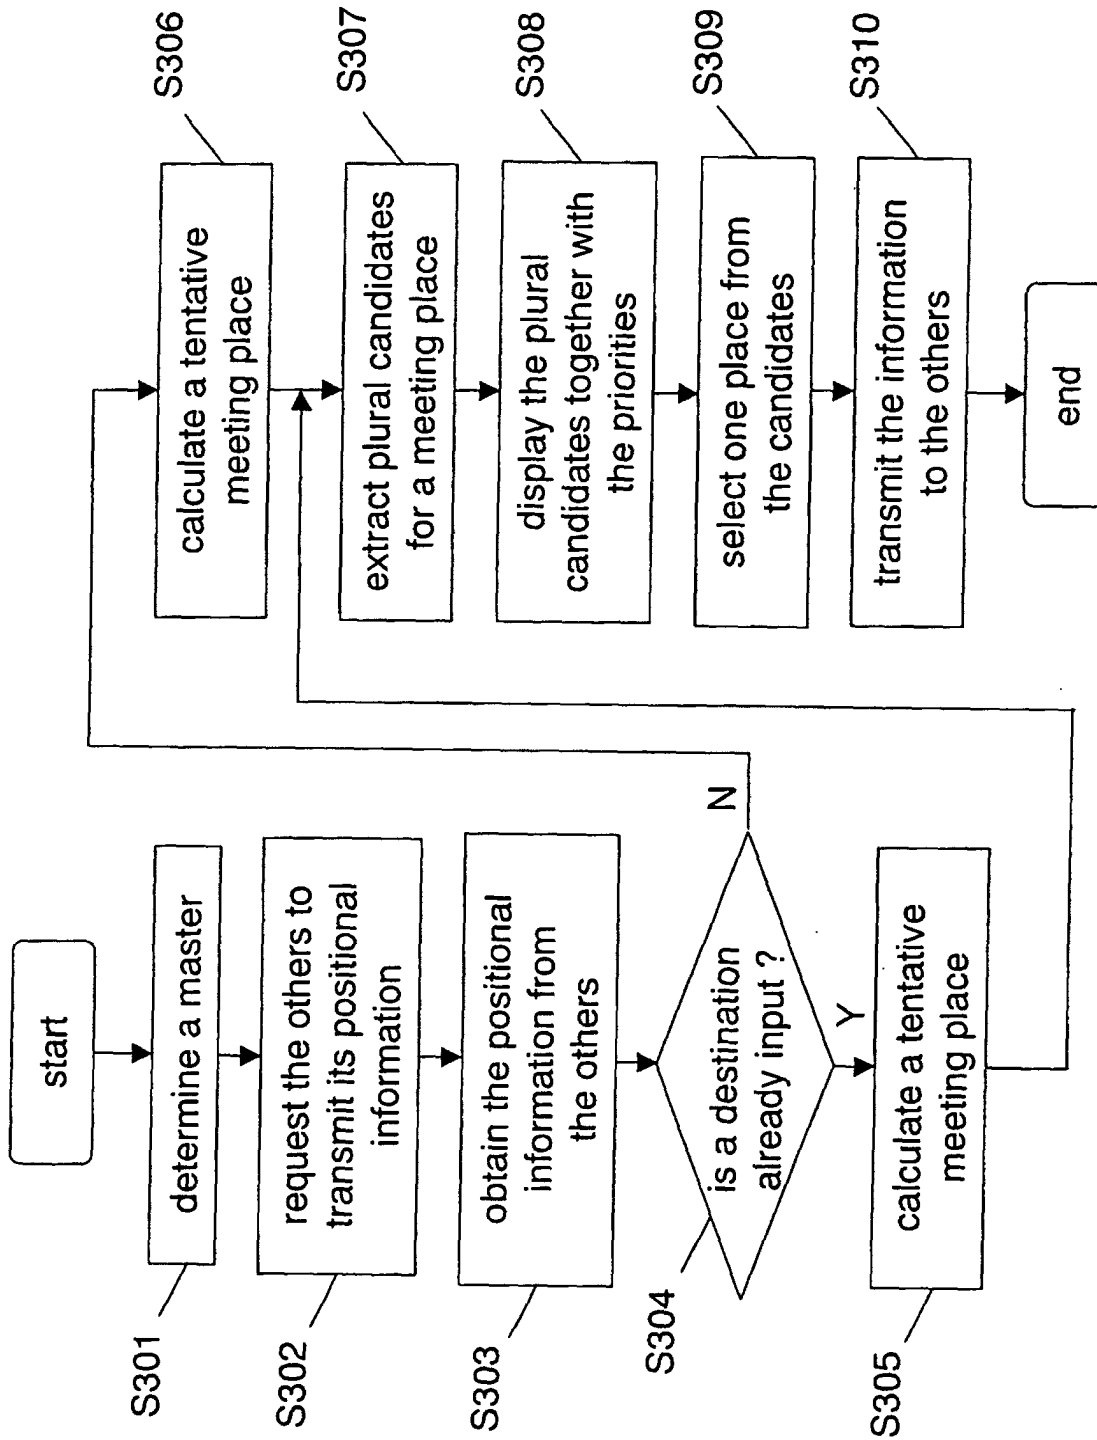 start
determine a master
S301
request the others to
transmit its positional
information
S302
obtain the positional
information from
the others
S303
is a destination
already input ?
S304
N
Y
calculate a tentative
meeting place
S305
calculate a tentative
meeting place
S306
extract plural candidates
for a meeting place
S307
display the plural
candidates together with
the priorities
S308
select one place from
the candidates
S309
transmit the information
to the others
S310
end